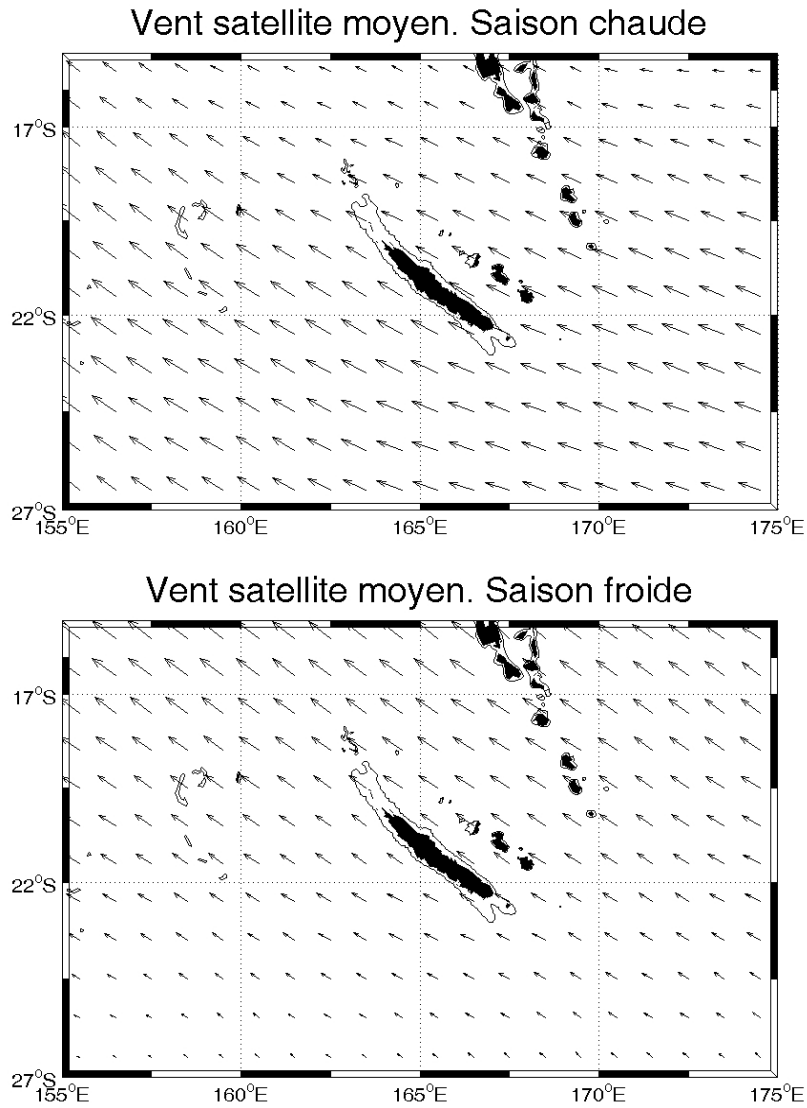 Vent satellite moyen. Saison chaude
17°S
22°S
27°S
155°E 160°E 165°E 170°E 175°E
Vent satellite moyen. Saison froide
17°S
22°S
27°S
155°E 160°E 165°E 170°E 175°E